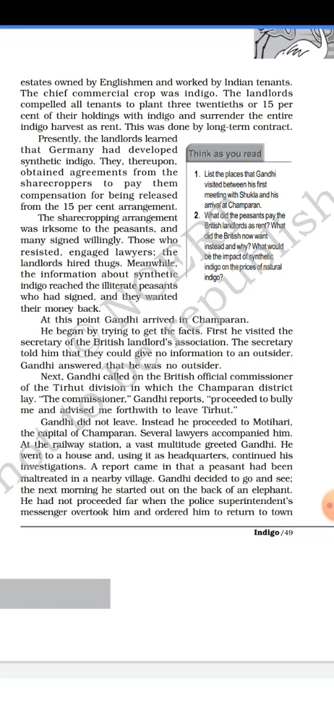 estates owned by Englishmen and worked by Indian tenants.
The chief commercial crop was indigo. The landlords
compelled all tenants to plant three twentieths or 15 per
cent of their holdings with indigo and surrender the entire
indigo harvest as rent. This was done by long-term contract.
Presently, the landlords learned
that Germany had developed
synthetic indigo. They, thereupon,
obtained agreements from the
sharecroppers to pay them
compensation for being released
from the 15 per cent arrangement.
The sharecropping arrangement
was irksome to the peasants, and
many signed willingly. Those who
resisted, engaged lawyers; the
landlords hired thugs. Meanwhile,
the information about synthetic
indigo reached the illiterate peasants
who had signed, and they wanted
their money back.
Think as you read
1. List the places that Gandhi
visited between his first
meeting with Shukla and his
arrival at Champaran.
2. What did the peasants pay the
British landlords as rent? What
did the British now want
instead and why? What would
be the impact of synthetic
indigo on the prices of natural
indigo?
At this point Gandhi arrived in Champaran.
He began by trying to get the facts. First he visited the
secretary of the British landlord's association. The secretary
told him that they could give no information to an outsider.
Gandhi answered that he was no outsider.
Next, Gandhi called on the British official commissioner
of the Tirhut division in which the Champaran district
lay. "The commissioner," Gandhi reports, "proceeded to bully
me and advised me forthwith to leave Tirhut."
Gandhi did not leave. Instead he proceeded to Motihari,
the capital of Champaran. Several lawyers accompanied him.
At the railway station, a vast multitude greeted Gandhi. He
went to a house and, using it as headquarters, continued his
investigations. A report came in that a peasant had been
maltreated in a nearby village. Gandhi decided to go and see;
the next morning he started out on the back of an elephant.
He had not proceeded far when the police superintendent's
messenger overtook him and ordered him to return to town
Indigo/49
not to be republished